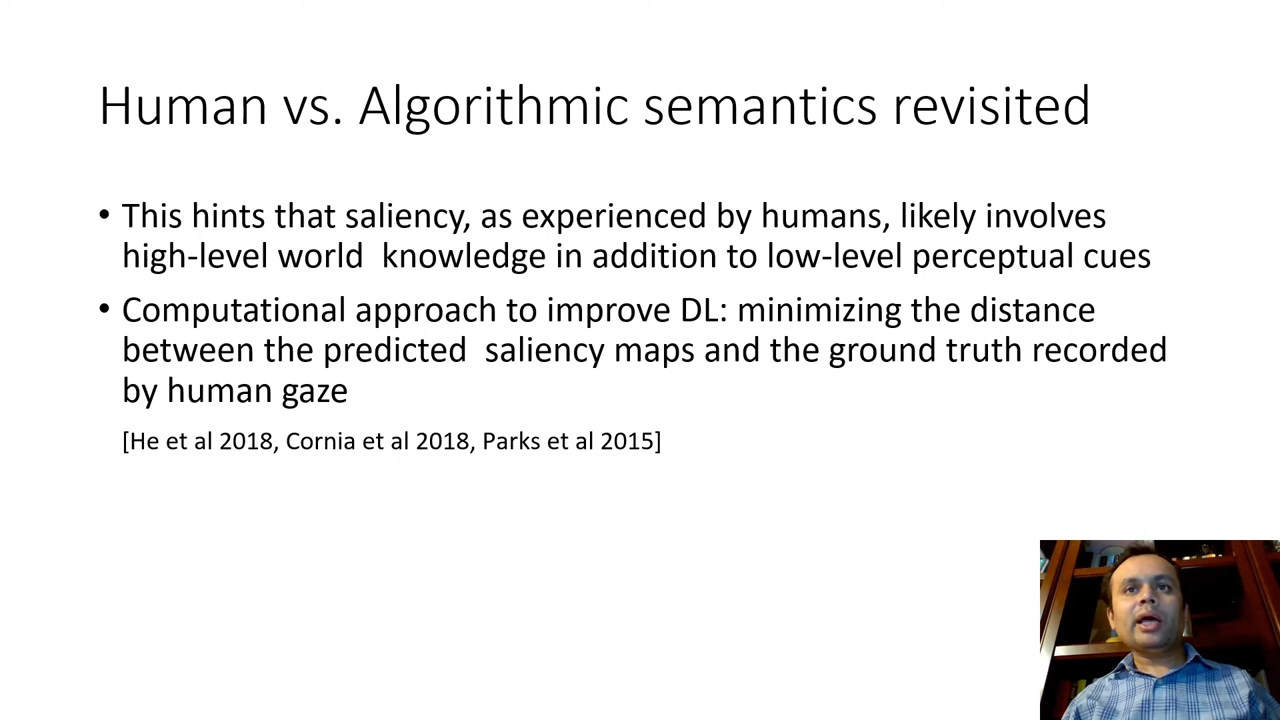 Human vs. Algorithmic semantics revisited
• This hints that saliency, as experienced by humans, likely involves
high-level world  knowledge in addition to low-level perceptual cues
• Computational approach to improve DL: minimizing the distance
between the predicted  saliency maps and the ground truth recorded
by human gaze
[He et al 2018, Cornia et al 2018, Parks et al 2015]